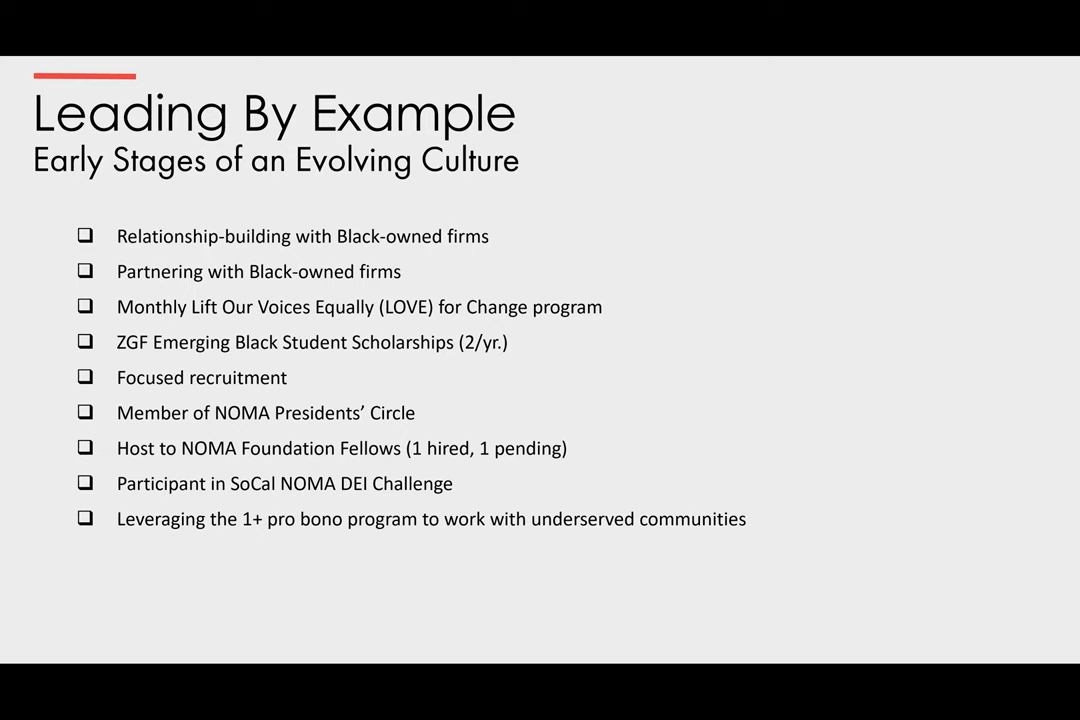 Leading By Example
Early Stages of an Evolving Culture
Relationship-building with Black-owned firms
Partnering with Black-owned firms
Monthly Lift Our Voices Equally (LOVE) for Change program
ZGF Emerging Black Student Scholarships (2/yr.)
Focused recruitment
Member of NOMA Presidents’ Circle
Host to NOMA Foundation Fellows (1 hired, 1 pending)
Participant in SoCal NOMA DEI Challenge
Leveraging the 1+ pro bono program to work with underserved communities